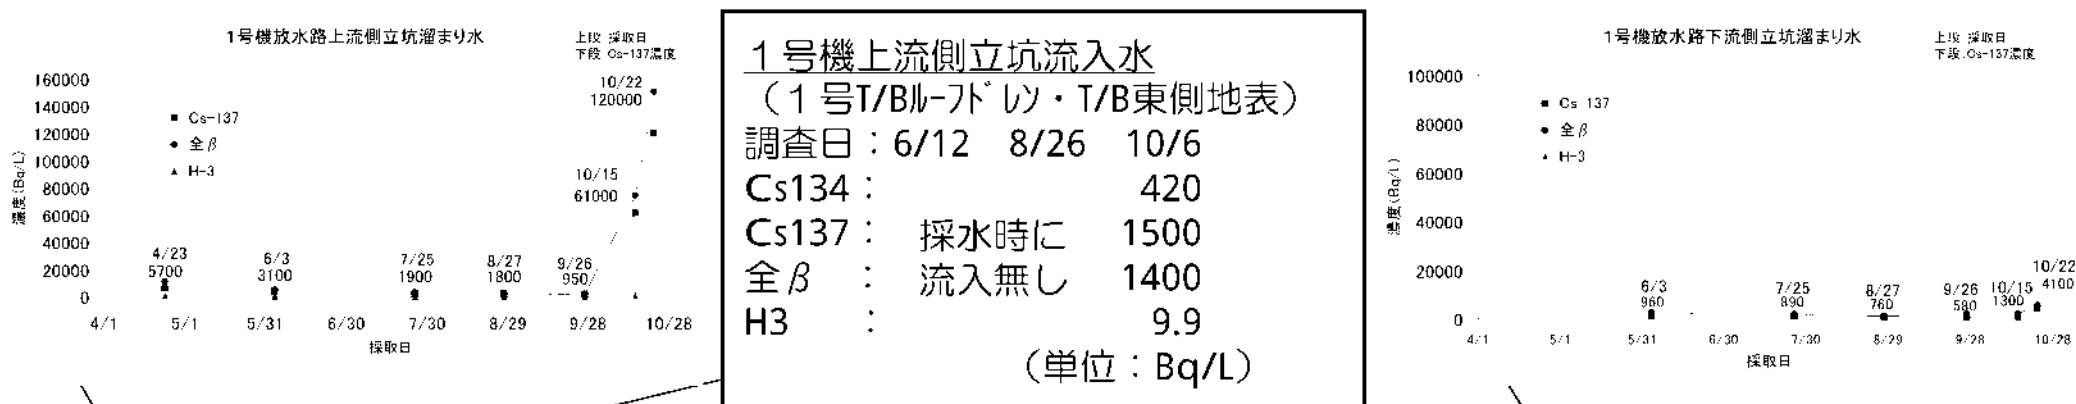 1号機放水路上流側立坑溜まり水
上段 採取日
下段 Cs-137濃度
濃度(Bq/L)
160000
140000
120000
100000
80000
60000
40000
20000
0
Cs-137
全β
H-3
4/23
5700
6/3
3100
7/25
1900
8/27
1800
9/26
950
10/15
61000
10/22
120000
4/1 5/1 5/31 6/30 7/30 8/29 9/28 10/28
採取日
1号機上流側立坑流入水
(1号T/Bルーフドレン・T/B東側地表)
調査日:6/12 8/26 10/6
Cs134: 420
Cs137: 採水時に 1500
全β : 流入無し 1400
H3 : 9.9
(単位:Bq/L)
1号機放水路下流側立坑溜まり水
上段 採取日
下段.Cs-137濃度
濃度(Bq/L)
100000
80000
60000
40000
20000
0
Cs 137
全β
H-3
6/3
960
7/25
890
8/27
760
9/26
580
10/15
1300
10/22
4100
4/1 5/1 5/31 6/30 7/30 8/29 9/28 10/28
採取日